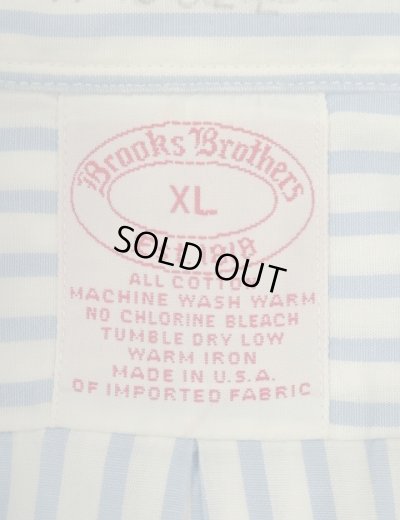 Brooks Brothers
XL
SOLD OUT
ALL COTTON
MACHINE WASH WARM
NO CHLORINE BLEACH
TUMBLE DRY LOW
WARM IRON
MADE IN U.S.A.
OF IMPORTED FABRIC